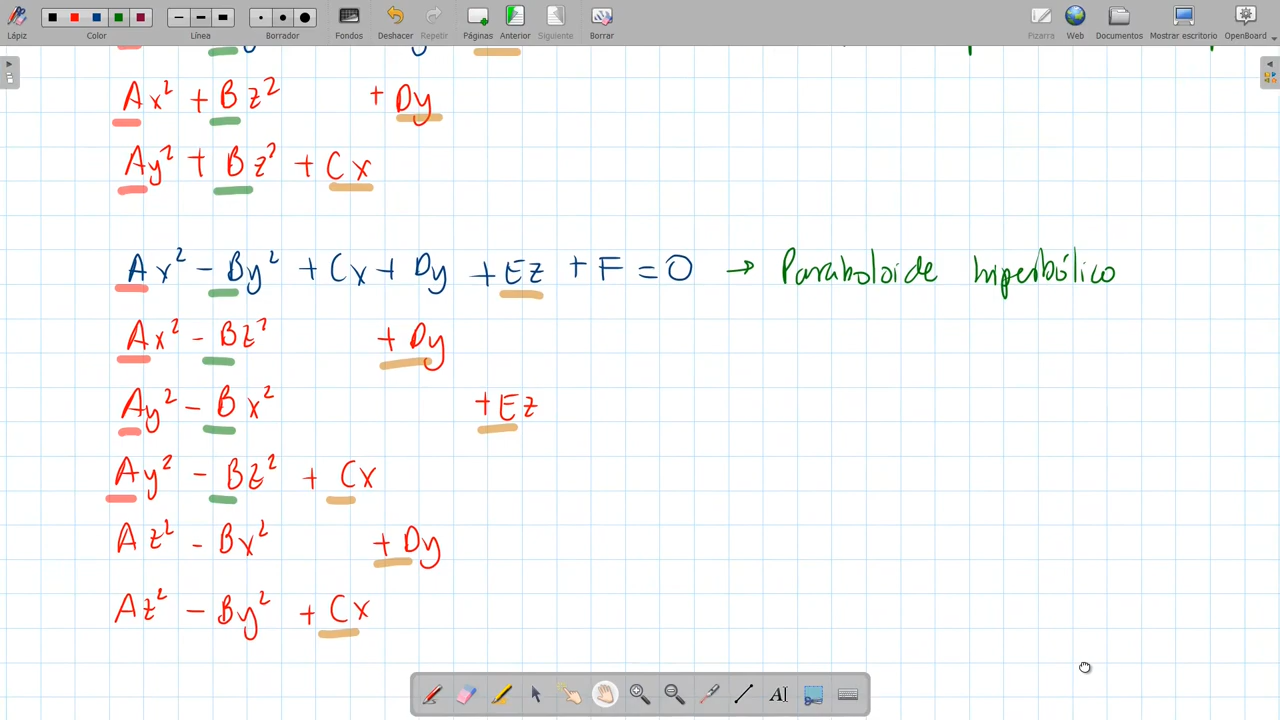 Lápiz Color Línea Borrador Fondos Deshacer Repetir Páginas Anterior Siguiente Borrar Pizarra Web Documentos Mostrar escritorio OpenBoard
Ax² + Bz² + Dy
Ay² + Bz² + Cx
Ax² - By² + Cx + Dy + Ez + F = 0 → Paraboloide hiperbólico
Ax² - Bz² + Dy
Ay² - Bx² + Ez
Ay² - Bz² + Cx
Az² - Bx² + Dy
Az² - By² + Cx
AI